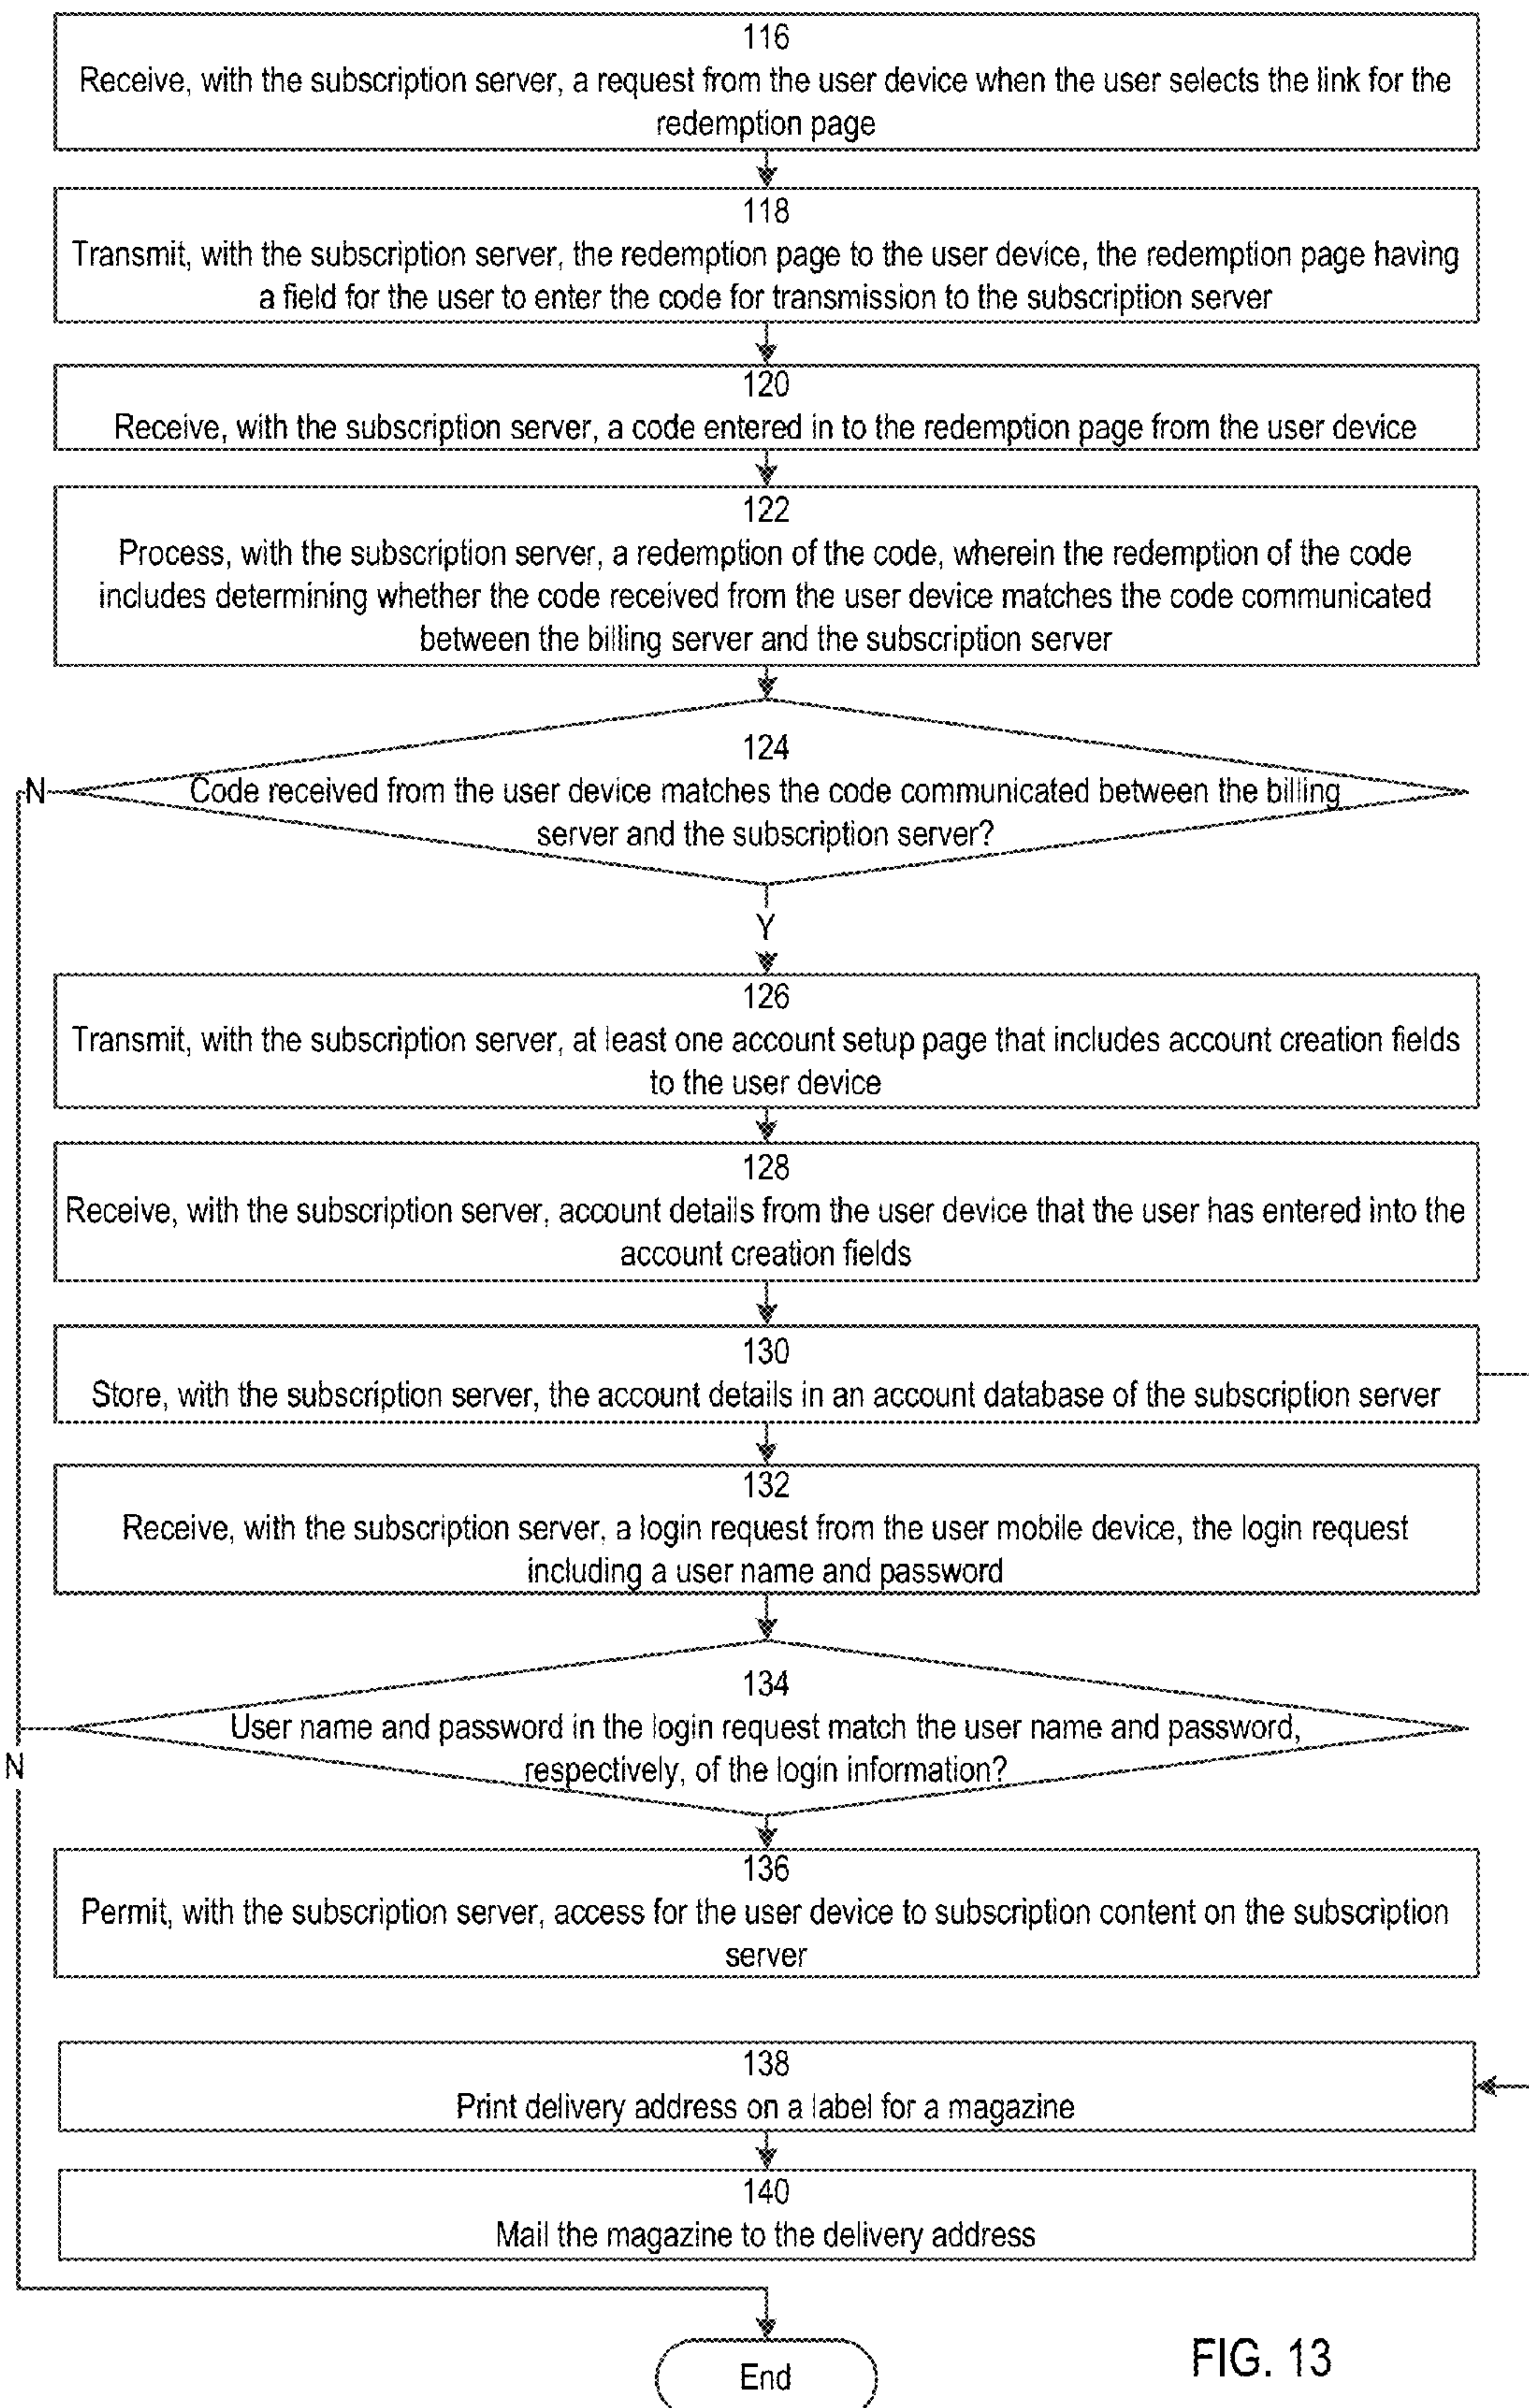 116
Receive, with the subscription server, a request from the user device when the user selects the link for the
redemption page
118
Transmit, with the subscription server, the redemption page to the user device, the redemption page having
a field for the user to enter the code for transmission to the subscription server
120
Receive, with the subscription server, a code entered in to the redemption page from the user device
122
Process, with the subscription server, a redemption of the code, wherein the redemption of the code
includes determining whether the code received from the user device matches the code communicated
between the billing server and the subscription server
124
N
Code received from the user device matches the code communicated between the billing
server and the subscription server?
Y
126
Transmit, with the subscription server, at least one account setup page that includes account creation fields
to the user device
128
Receive, with the subscription server, account details from the user device that the user has entered into the
account creation fields
130
Store, with the subscription server, the account details in an account database of the subscription server
132
Receive, with the subscription server, a login request from the user mobile device, the login request
including a user name and password
134
User name and password in the login request match the user name and password,
respectively, of the login information?
N
136
Permit, with the subscription server, access for the user device to subscription content on the subscription
server
138
Print delivery address on a label for a magazine
140
Mail the magazine to the delivery address
End
FIG. 13